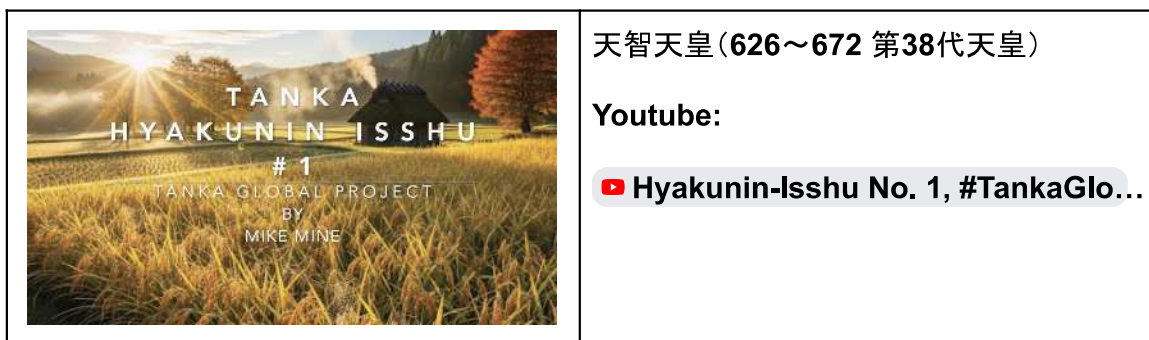 TANKA
HYAKUNIN ISSHU
#1
TANKA GLOBAL PROJECT
BY
MIKE MINE
天智天皇（626～672 第38代天皇）
Youtube:
Hyakunin-Isshu No. 1, #TankaGlo...